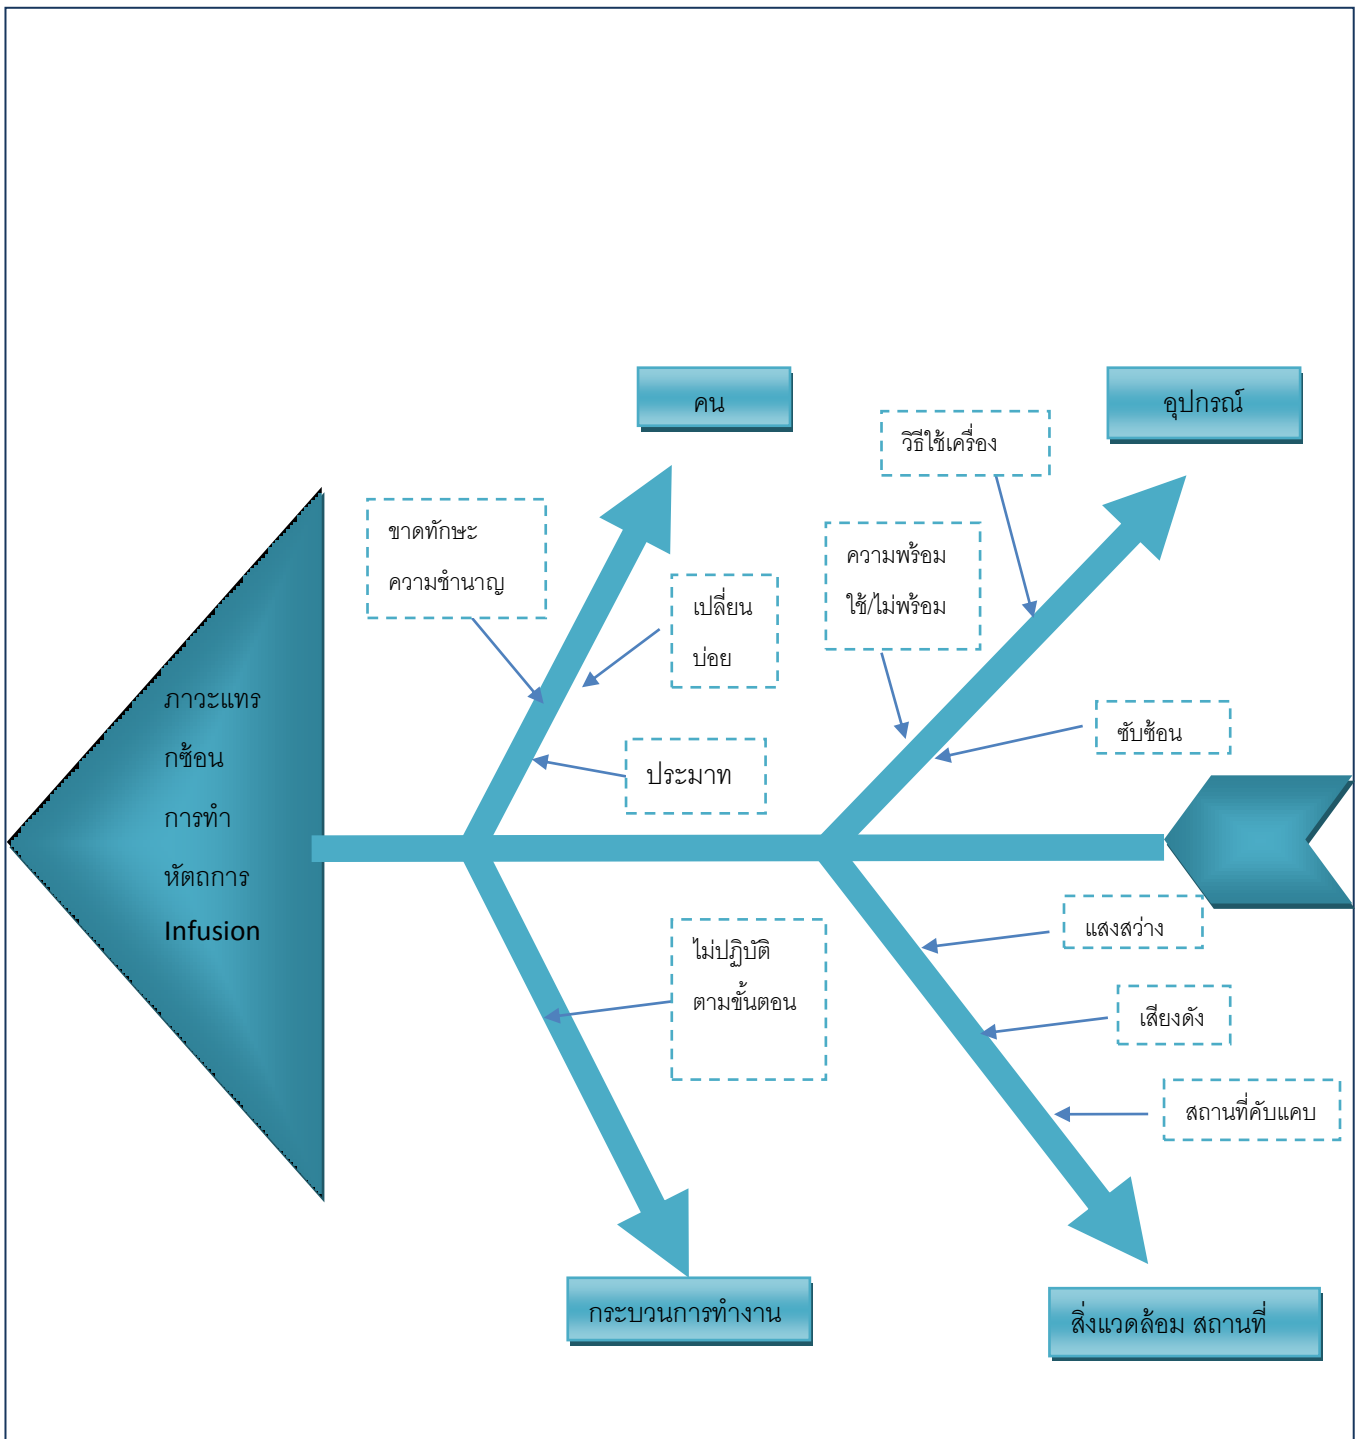 คน
อุปกรณ์
วิธีใช้เครื่อง
ขาดทักษะ
ความชำนาญ
ความพร้อม
ใช้/ไม่พร้อม
เปลี่ยน
บ่อย
ประมาท
ซับซ้อน
ภาวะแทร
กซ้อน
การทำ
หัตถการ
Infusion
ไม่ปฏิบัติ
ตามขั้นตอน
แสงสว่าง
เสียงดัง
สถานที่คับแคบ
กระบวนการทำงาน
สิ่งแวดล้อม สถานที่